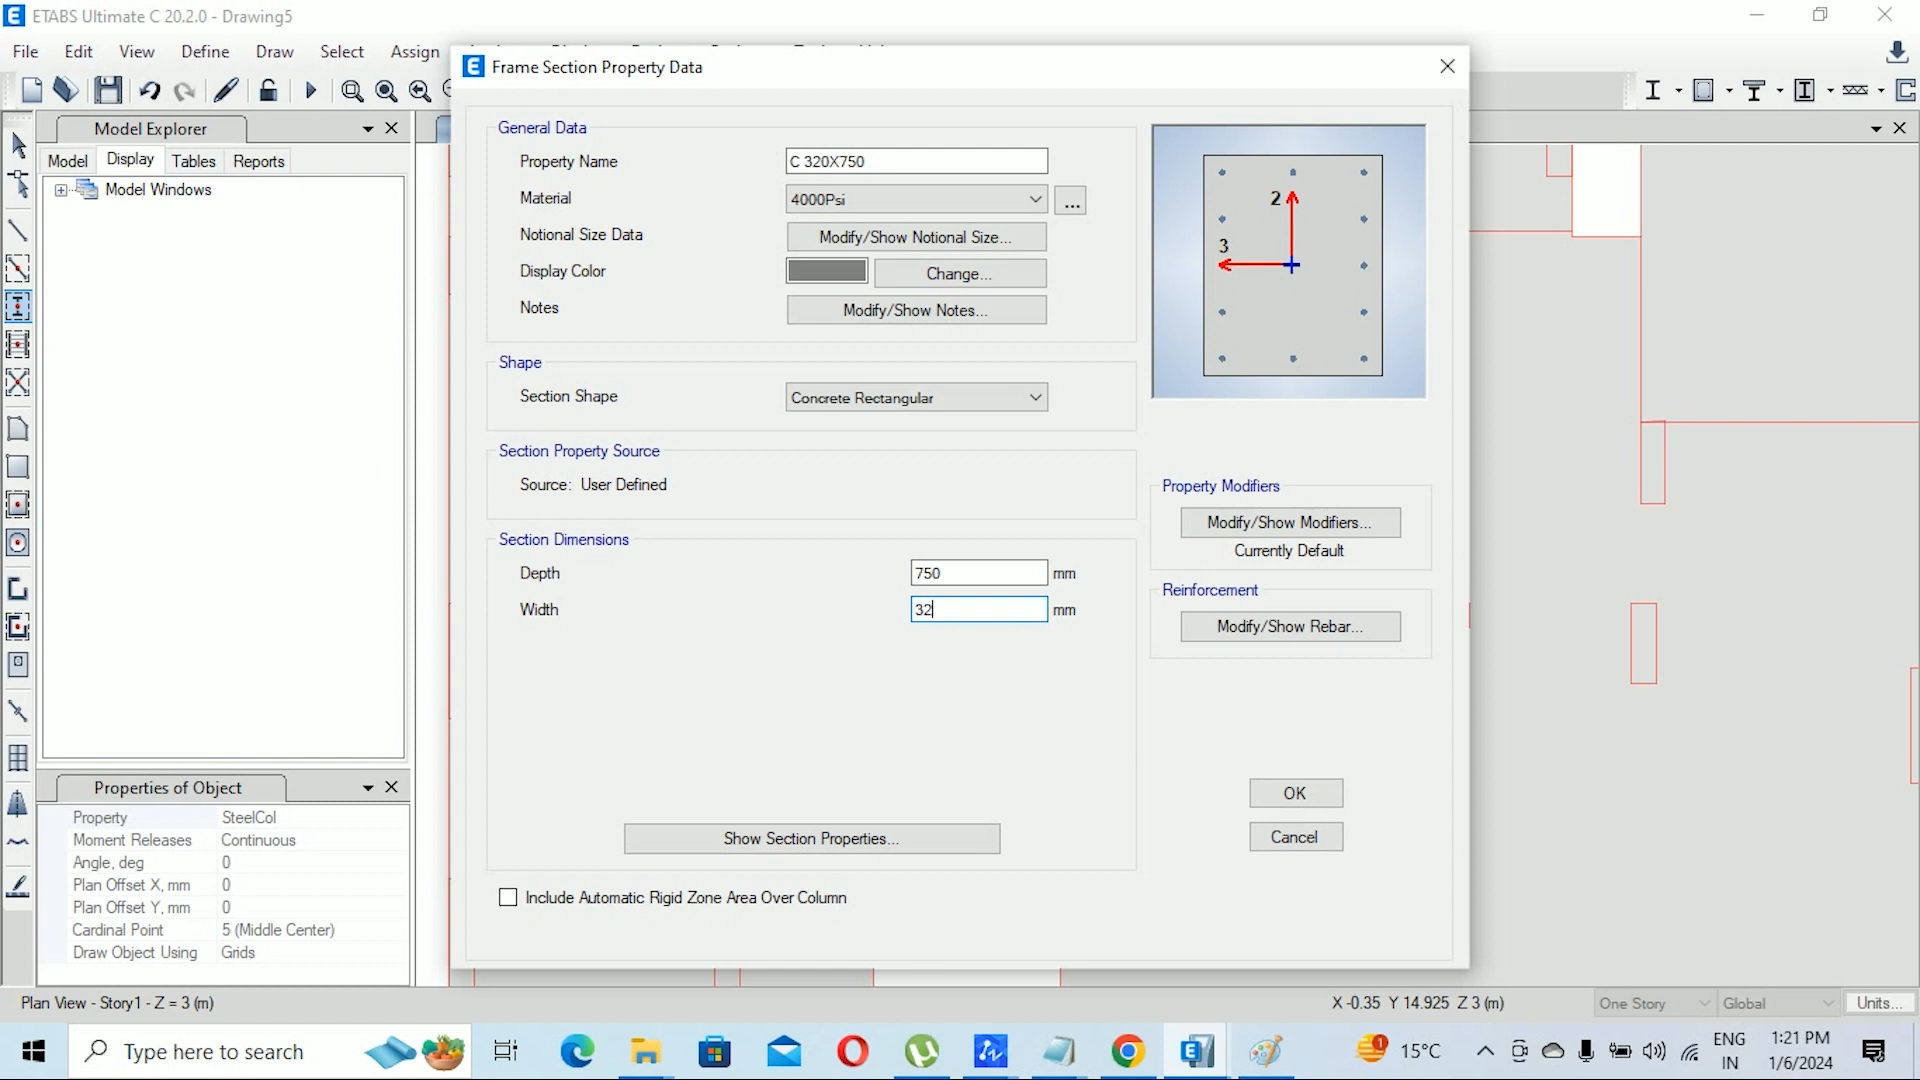 ETABS Ultimate C 20.2.0 - Drawing5
File Edit View Define Draw Select Assign
Frame Section Property Data
Model Explorer
Model Display Tables Reports
Model Windows
General Data
Property Name C 320X750
Material 4000Psi ...
Notional Size Data Modify/Show Notional Size...
Display Color Change...
Notes Modify/Show Notes...
2
3
Shape
Section Shape Concrete Rectangular
Section Property Source
Source: User Defined
Section Dimensions
Depth 750 mm
Width 32 mm
Show Section Properties...
Include Automatic Rigid Zone Area Over Column
Property Modifiers
Modify/Show Modifiers...
Currently Default
Reinforcement
Modify/Show Rebar...
OK
Cancel
Properties of Object
Property SteelCol
Moment Releases Continuous
Angle, deg 0
Plan Offset X, mm 0
Plan Offset Y, mm 0
Cardinal Point 5 (Middle Center)
Draw Object Using Grids
Plan View - Story1 - Z = 3 (m) X -0.35 Y 14.925 Z 3 (m) One Story Global Units...
Type here to search
1
15°C
ENG
IN
1:21 PM
1/6/2024